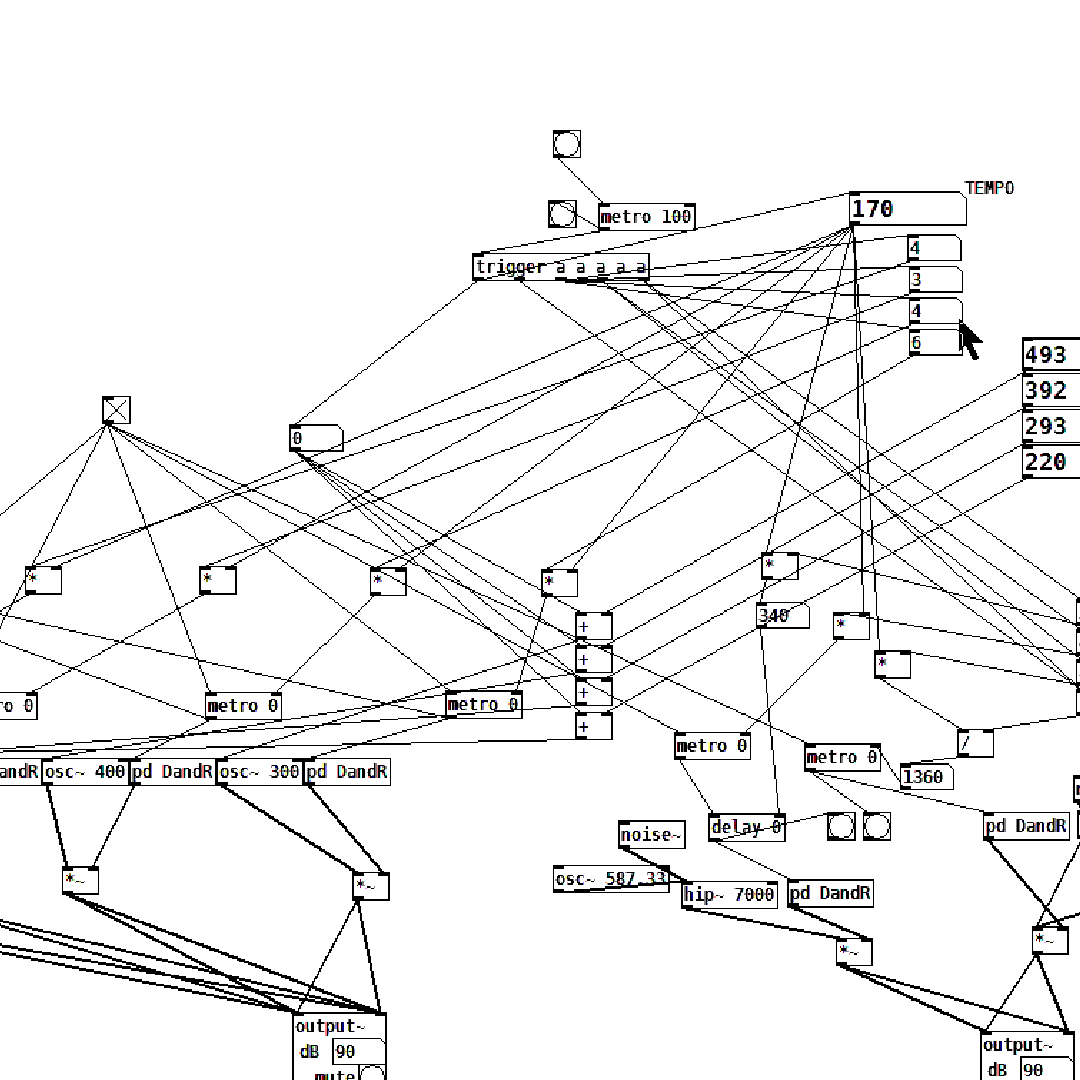 TEMPO
170
metro 100
4
trigger a a a a a
3
4
6
493
392
293
220
0
*
*
*
*
*
340
+
*
+
*
+
ro 0
metro 0
metro 0
+
metro 0
/
metro 0
1360
andR
osc~ 400
pd DandR
osc~ 300
pd DandR
noise~
delay 0
pd DandR
*~
*~
osc~ 587.33
hip~ 7000
pd DandR
*~
*~
output~
dB
90
mute
output~
dB
90